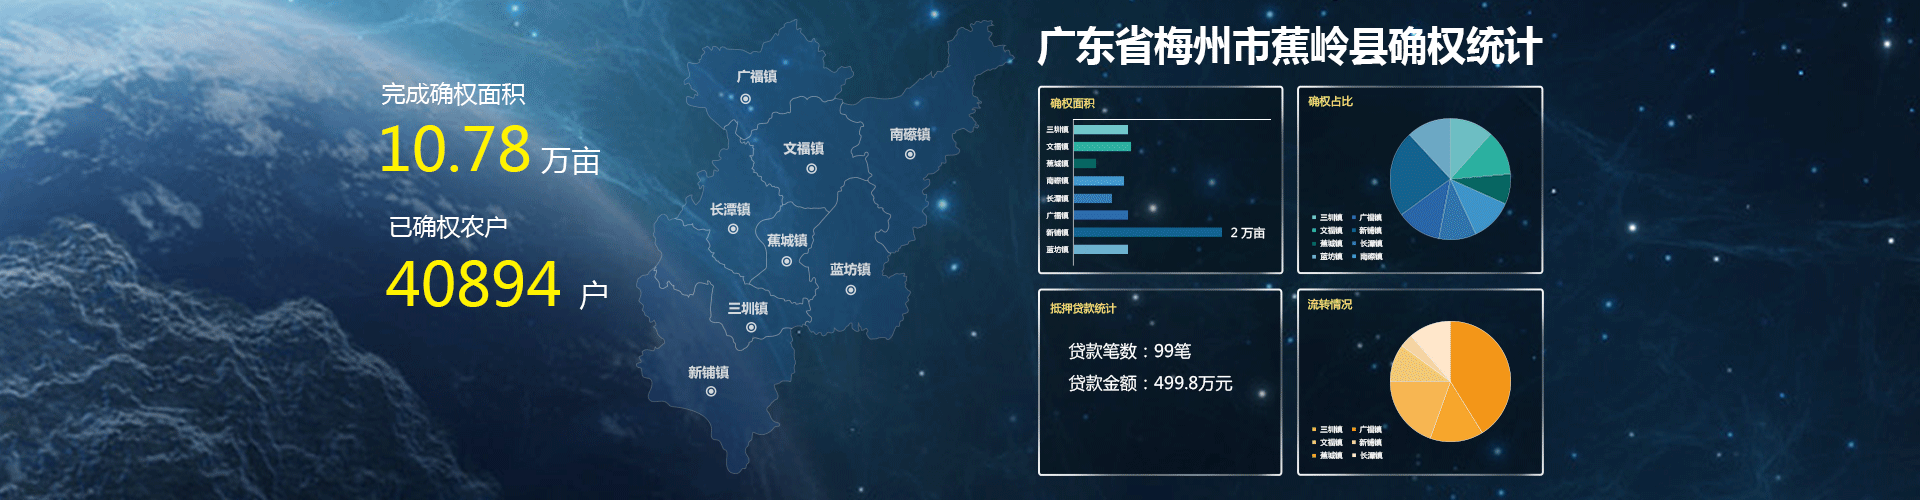 广东省梅州市蕉岭县确权统计
完成确权面积
10.78 万亩
已确权农户
40894 户
广福镇
文福镇
南磜镇
长潭镇
蕉城镇
蓝坊镇
三圳镇
新铺镇
确权面积
三圳镇
文福镇
蕉城镇
南磜镇
长潭镇
广福镇
新铺镇 2 万亩
蓝坊镇
确权占比
三圳镇 广福镇
文福镇 新铺镇
蕉城镇 长潭镇
蓝坊镇 南磜镇
抵押贷款统计
贷款笔数：99笔
贷款金额：499.8万元
流转情况
三圳镇 广福镇
文福镇 新铺镇
蕉城镇 长潭镇